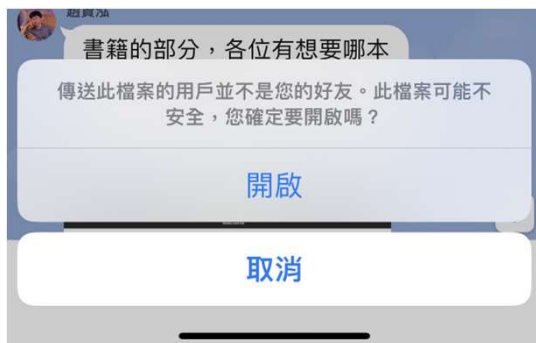 書籍的部分，各位有想要哪本
傳送此檔案的用戶並不是您的好友。此檔案可能不
安全，您確定要開啟嗎？
開啟
取消